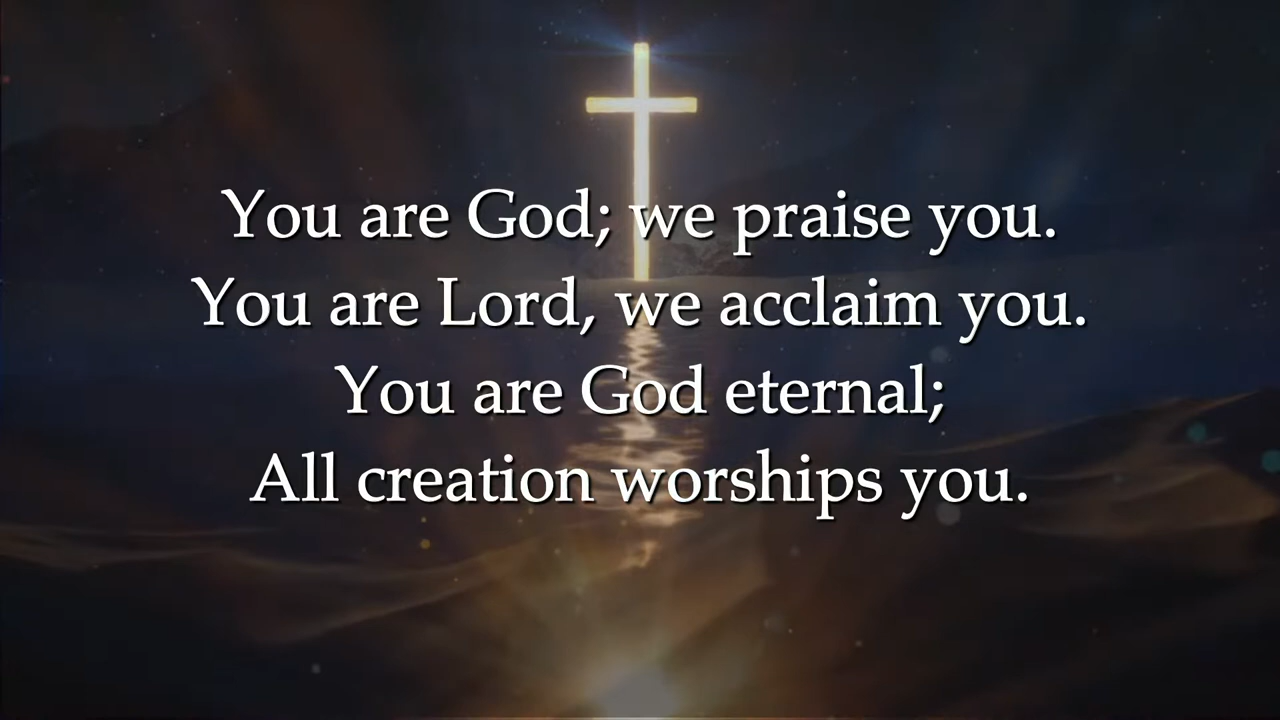 You are God; we praise you.
You are Lord, we acclaim you.
You are God eternal;
All creation worships you.